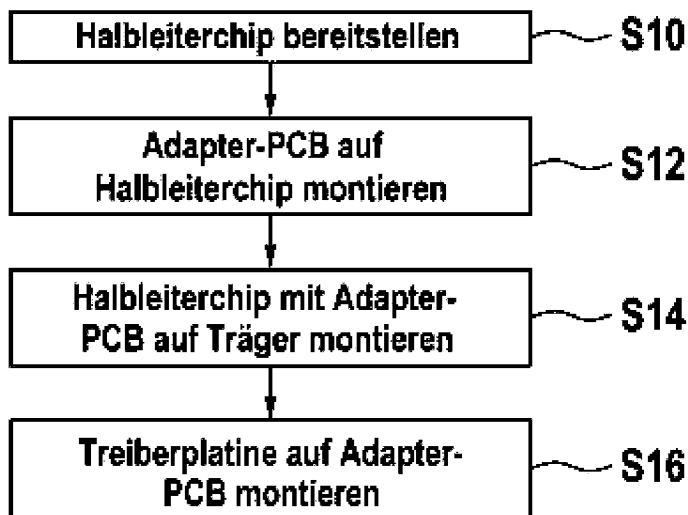 Halbleiterchip bereitstellen
S10
Adapter-PCB auf
Halbleiterchip montieren
S12
Halbleiterchip mit Adapter-
PCB auf Träger montieren
S14
Treiberplatine auf Adapter-
PCB montieren
S16